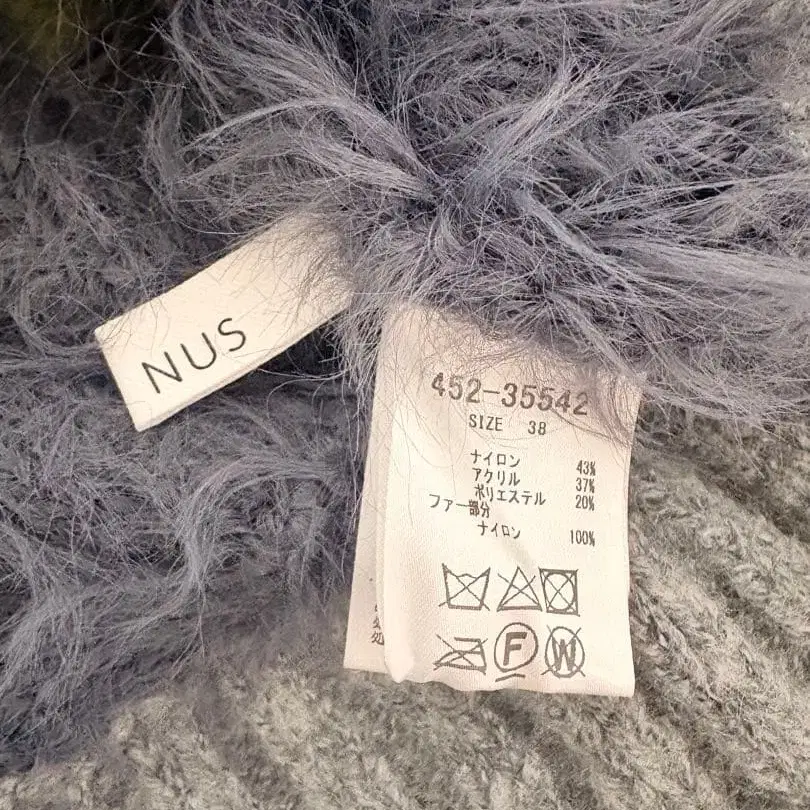 NUS
452-35542
SIZE 38
ナイロン 43%
アクリル 37%
ポリエステル 20%
ファー部分
ナイロン 100%
F
W